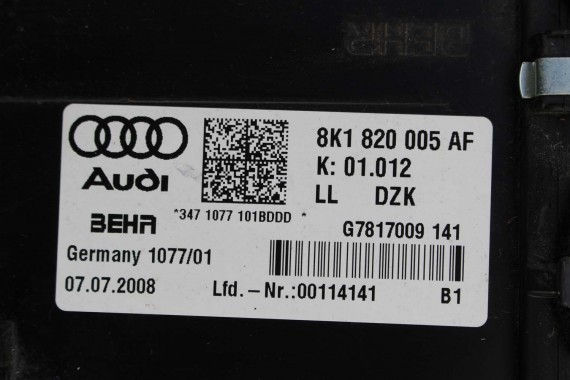 BEHR
8K1 820 005 AF
K: 01.012
Audi
LL DZK
*347 1077 101BDDD *
BEHR
G7817009 141
Germany 1077/01
07.07.2008
Lfd.-Nr.:00114141
B1